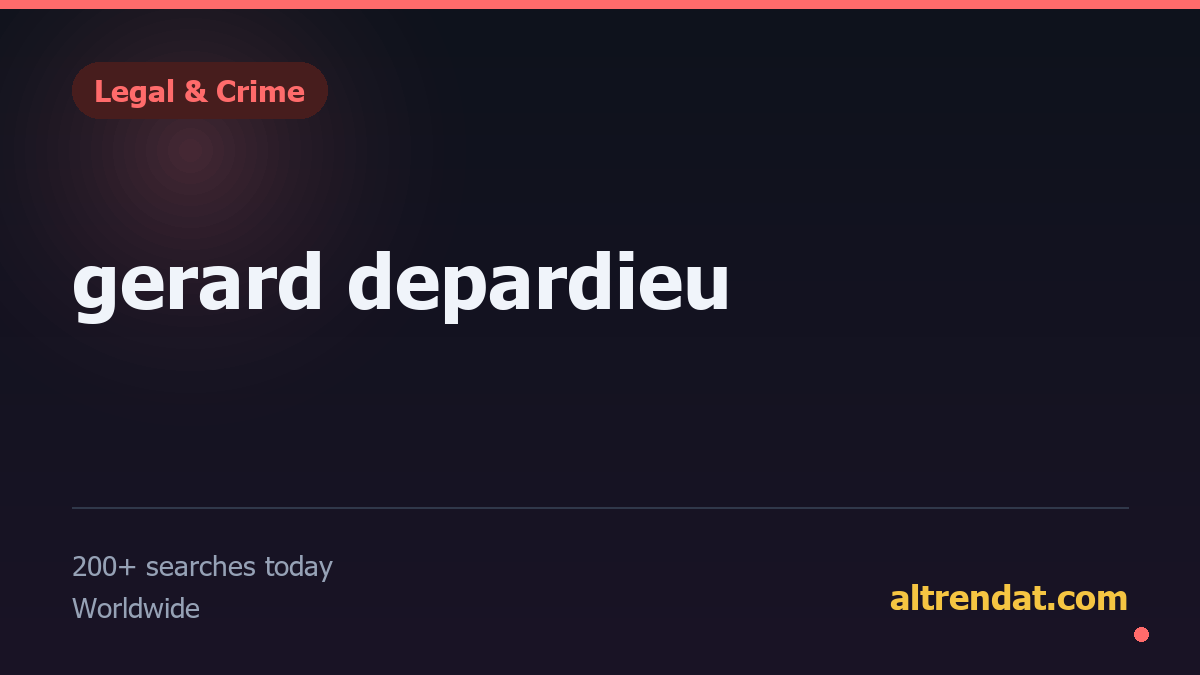 Legal & Crime
gerard depardieu
200+ searches today
Worldwide
altrendat.com